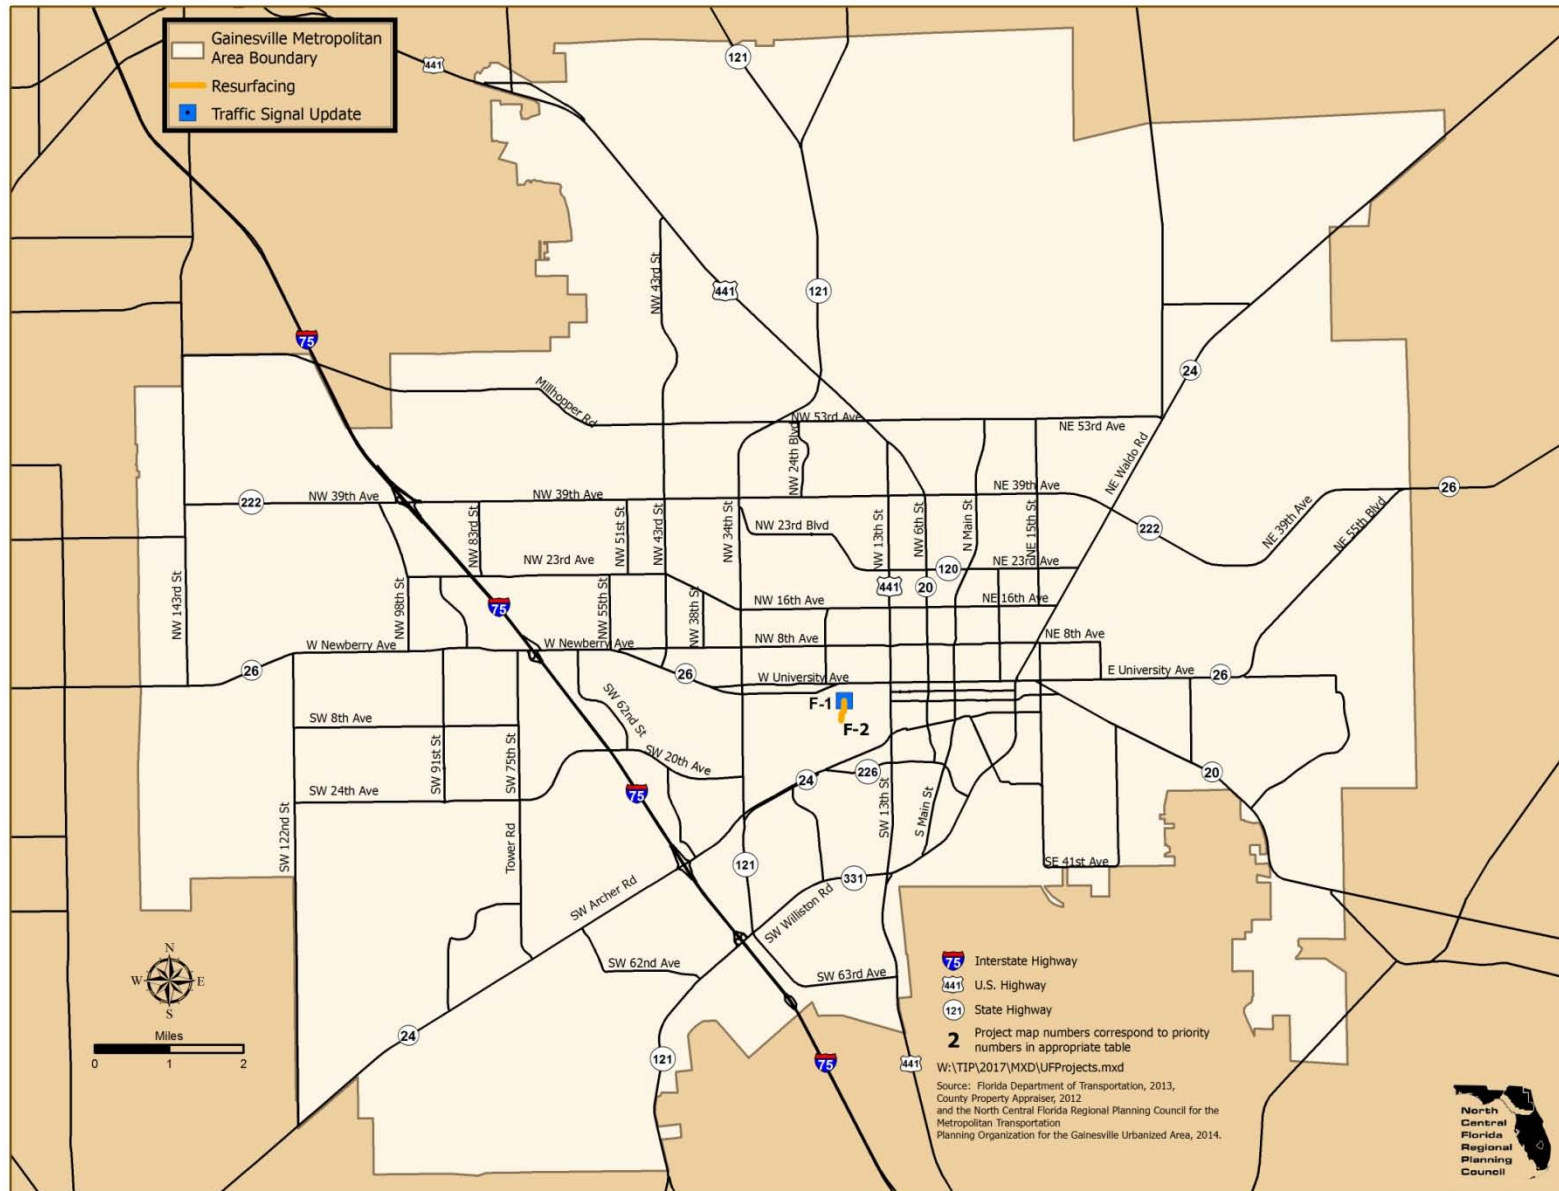 Gainesville Metropolitan
Area Boundary
Resurfacing
Traffic Signal Update
441
121
NW 43rd St
441
121
75
24
Millhopper Rd
NW 53rd Ave
NE 53rd Ave
NW 24th Blvd
NE Waldo Rd
222
NW 39th Ave
NW 39th Ave
NE 39th Ave
26
NE 39th Ave
NE 55th Blvd
222
NW 83rd St
NW 51st St
NW 43rd St
NW 34th St
NW 23rd Blvd
NW 13th St
NW 6th St
N Main St
NE 15th St
NW 143rd St
NW 98th St
NW 23rd Ave
120
NE 23rd Ave
441
20
75
NW 55th St
NW 38th St
NW 16th Ave
NE 16th Ave
W Newberry Ave
W Newberry Ave
NW 8th Ave
NE 8th Ave
26
26
W University Ave
E University Ave
26
F-1
F-2
SW 62nd St
SW 8th Ave
SW 91st St
SW 75th St
SW 20th Ave
24
226
20
SW 24th Ave
75
SW 122nd St
Tower Rd
SW 13th St
S Main St
121
331
SE 41st Ave
SW Archer Rd
SW Williston Rd
SW 62nd Ave
SW 63rd Ave
N
W
E
S
Miles
0
1
2
24
121
75
441
75
Interstate Highway
441
U.S. Highway
121
State Highway
2
Project map numbers correspond to priority
numbers in appropriate table
W:\TIP\2017\MXD\UFProjects.mxd
Source: Florida Department of Transportation, 2013,
County Property Appraiser, 2012
and the North Central Florida Regional Planning Council for the
Metropolitan Transportation
Planning Organization for the Gainesville Urbanized Area, 2014.
North
Central
Florida
Regional
Planning
Council